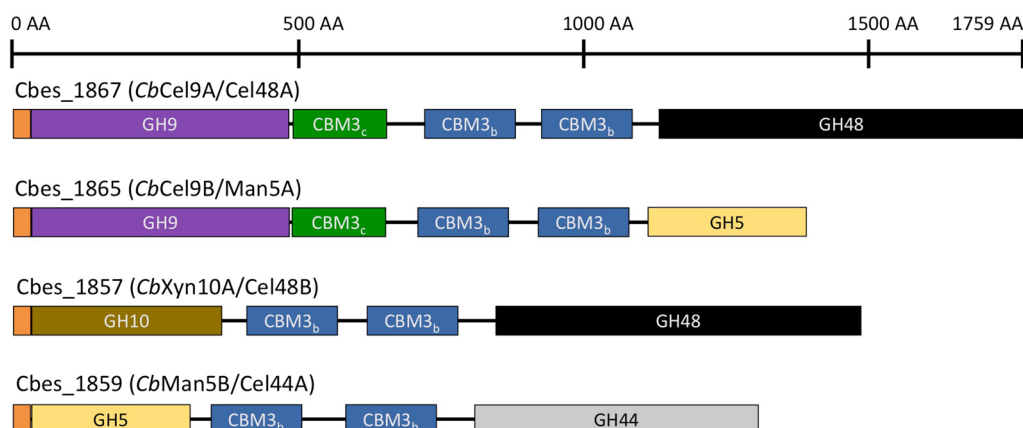 0 AA 500 AA 1000 AA 1500 AA 1759 AA
Cbes_1867 (CbCel9A/Cel48A)
GH9 CBM3c CBM3b CBM3b GH48
Cbes_1865 (CbCel9B/Man5A)
GH9 CBM3c CBM3b CBM3b GH5
Cbes_1857 (CbXyn10A/Cel48B)
GH10 CBM3b CBM3b GH48
Cbes_1859 (CbMan5B/Cel44A)
GH5 CBM3b CBM3b GH44